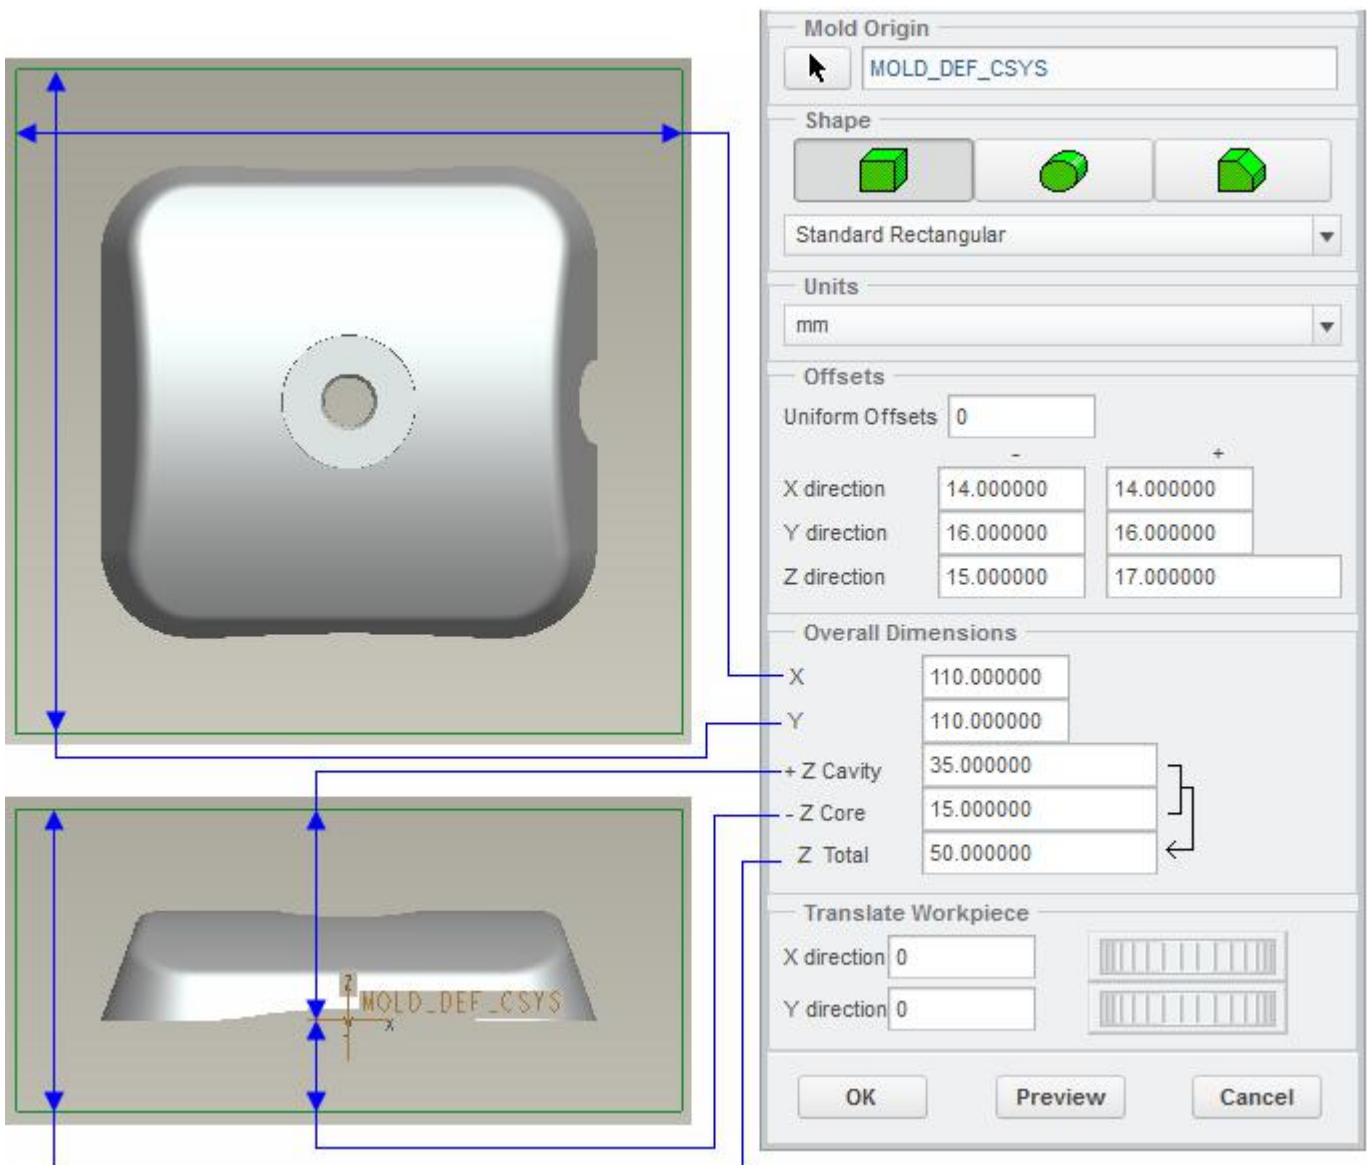 Mold Origin
MOLD_DEF_CSYS
Shape
Standard Rectangular
Units
mm
Offsets
Uniform Offsets 0
- +
X direction 14.000000 14.000000
Y direction 16.000000 16.000000
Z direction 15.000000 17.000000
Overall Dimensions
X 110.000000
Y 110.000000
+ Z Cavity 35.000000
- Z Core 15.000000
Z Total 50.000000
Translate Workpiece
X direction 0
Y direction 0
OK Preview Cancel
Z
MOLD_DEF_CSYS
X